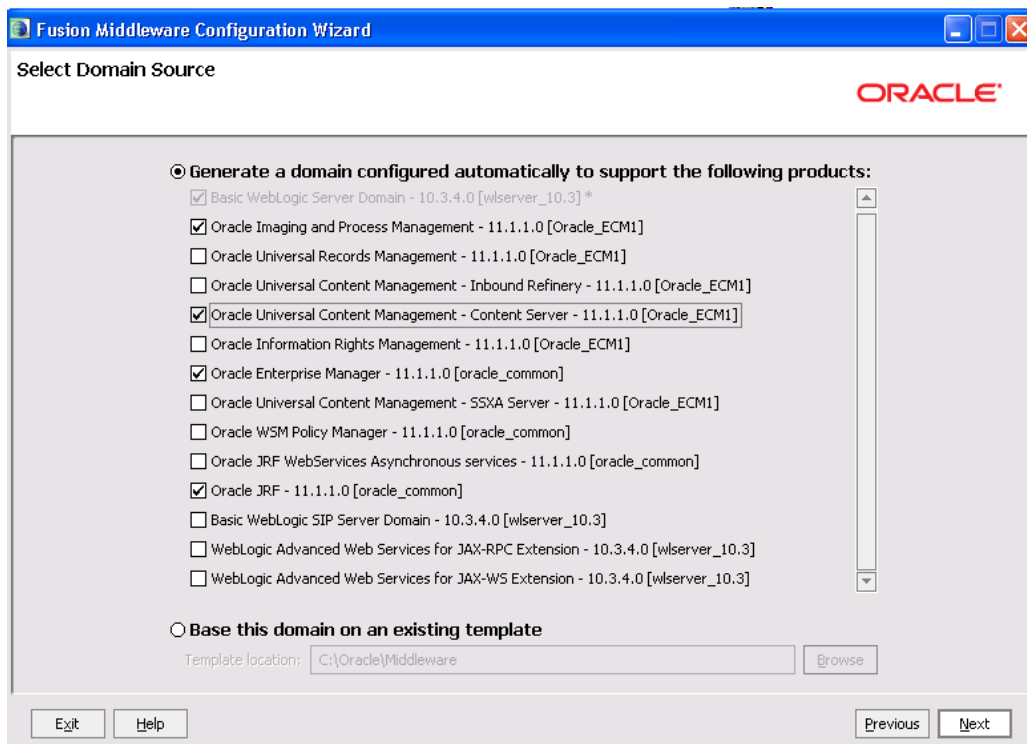 Fusion Middleware Configuration Wizard
Select Domain Source
ORACLE
Generate a domain configured automatically to support the following products:
Basic WebLogic Server Domain - 10.3.4.0 [wlserver_10.3] *
Oracle Imaging and Process Management - 11.1.1.0 [Oracle_ECM1]
Oracle Universal Records Management - 11.1.1.0 [Oracle_ECM1]
Oracle Universal Content Management - Inbound Refinery - 11.1.1.0 [Oracle_ECM1]
Oracle Universal Content Management - Content Server - 11.1.1.0 [Oracle_ECM1]
Oracle Information Rights Management - 11.1.1.0 [Oracle_ECM1]
Oracle Enterprise Manager - 11.1.1.0 [oracle_common]
Oracle Universal Content Management - SSXA Server - 11.1.1.0 [Oracle_ECM1]
Oracle WSM Policy Manager - 11.1.1.0 [oracle_common]
Oracle JRF WebServices Asynchronous services - 11.1.1.0 [oracle_common]
Oracle JRF - 11.1.1.0 [oracle_common]
Basic WebLogic SIP Server Domain - 10.3.4.0 [wlserver_10.3]
WebLogic Advanced Web Services for JAX-RPC Extension - 10.3.4.0 [wlserver_10.3]
WebLogic Advanced Web Services for JAX-WS Extension - 10.3.4.0 [wlserver_10.3]
Base this domain on an existing template
Template location: C:\Oracle\Middleware Browse
Exit Help Previous Next